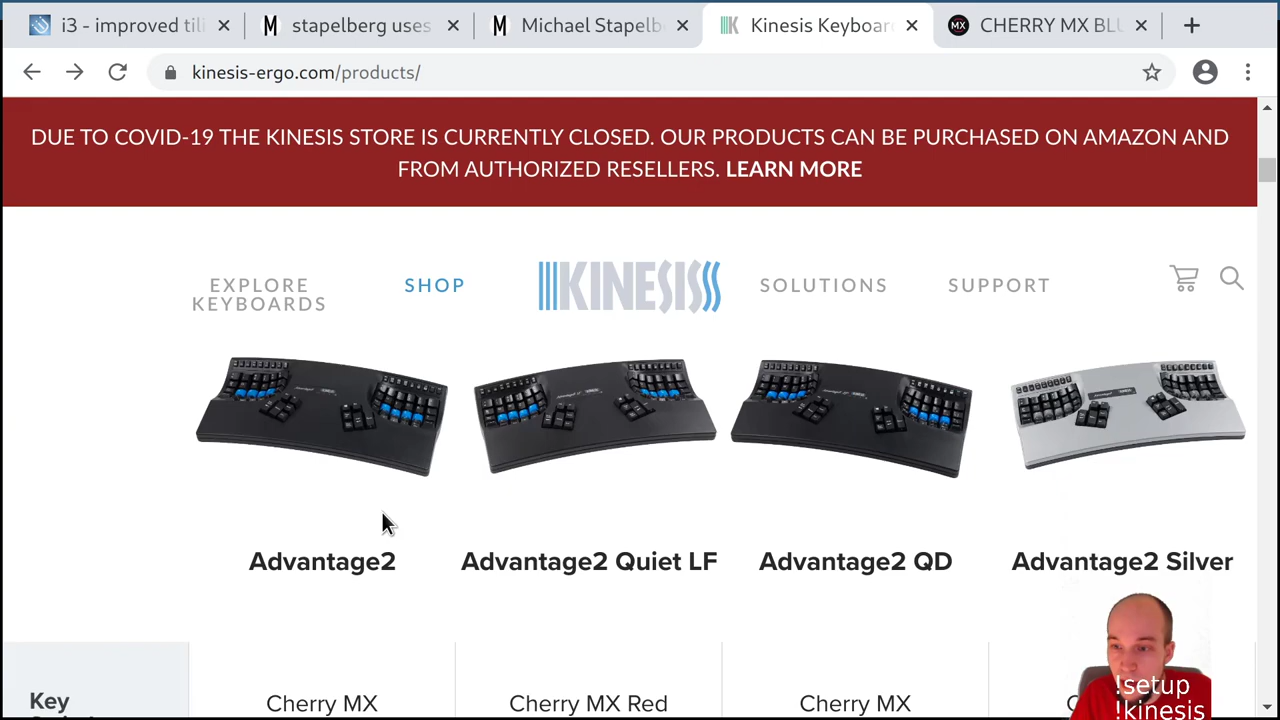 i3 - improved tili
stapelberg uses
Michael Stapelb
Kinesis Keyboar
CHERRY MX BLU
kinesis-ergo.com/products/
DUE TO COVID-19 THE KINESIS STORE IS CURRENTLY CLOSED. OUR PRODUCTS CAN BE PURCHASED ON AMAZON AND
FROM AUTHORIZED RESELLERS. LEARN MORE
EXPLORE
KEYBOARDS
SHOP
KINESIS
SOLUTIONS
SUPPORT
Advantage2
Advantage2 Quiet LF
Advantage2 QD
Advantage2 Silver
Key
Cherry MX
Cherry MX Red
Cherry MX
!setup
!kinesis